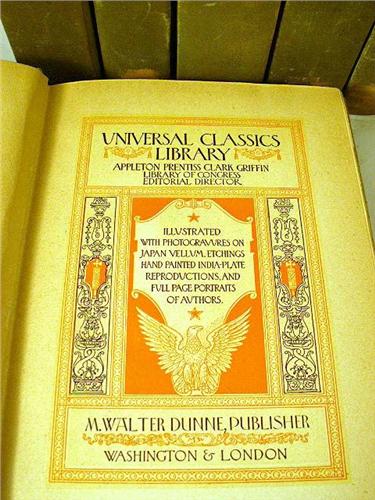 UNIVERSAL CLASSICS
LIBRARY
APPLETON PRENTISS CLARK GRIFFIN
LIBRARY OF CONGRESS
EDITORIAL DIRECTOR
ILLUSTRATED
WITH PHOTOGRAVURES ON
JAPAN VELLUM, ETCHINGS
HAND PAINTED INDIA-PLATE
REPRODUCTIONS, AND
FULL PAGE PORTRAITS
OF AUTHORS.
M. WALTER DUNNE, PUBLISHER
WASHINGTON & LONDON